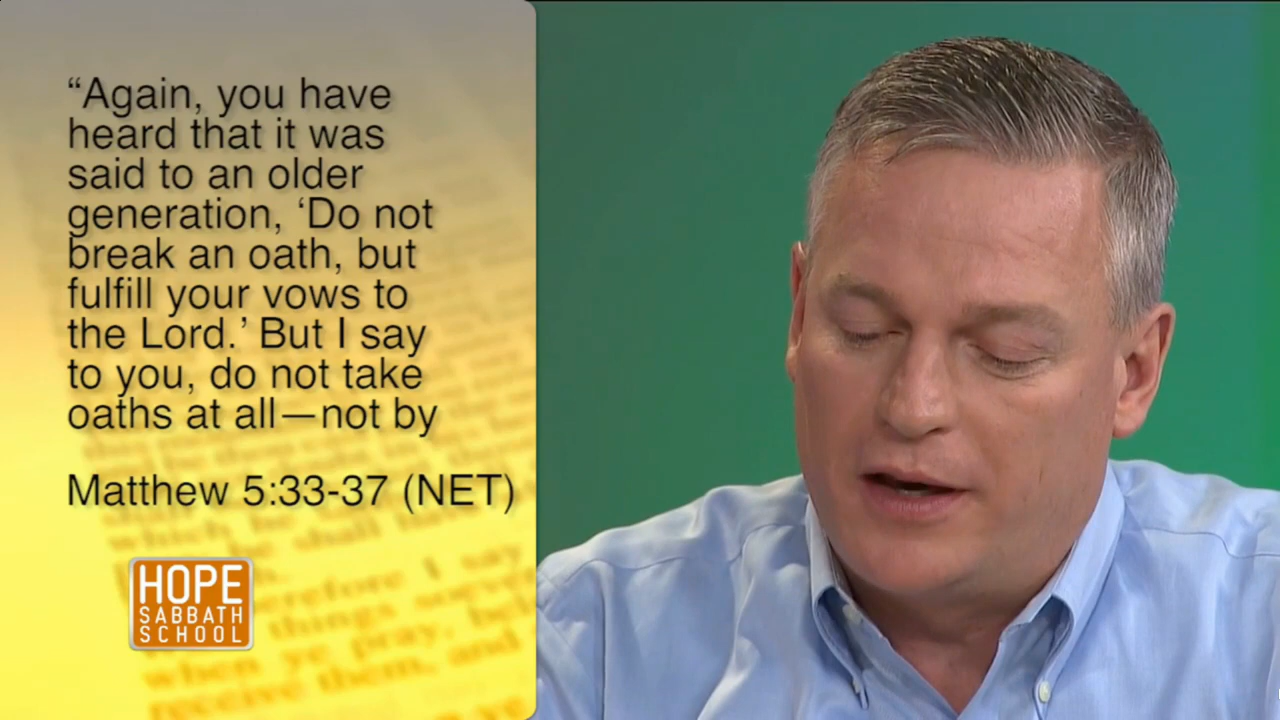 “Again, you have
heard that it was
said to an older
generation, ‘Do not
break an oath, but
fulfill your vows to
the Lord.’ But I say
to you, do not take
oaths at all—not by
Matthew 5:33-37 (NET)
HOPE
SABBATH
SCHOOL